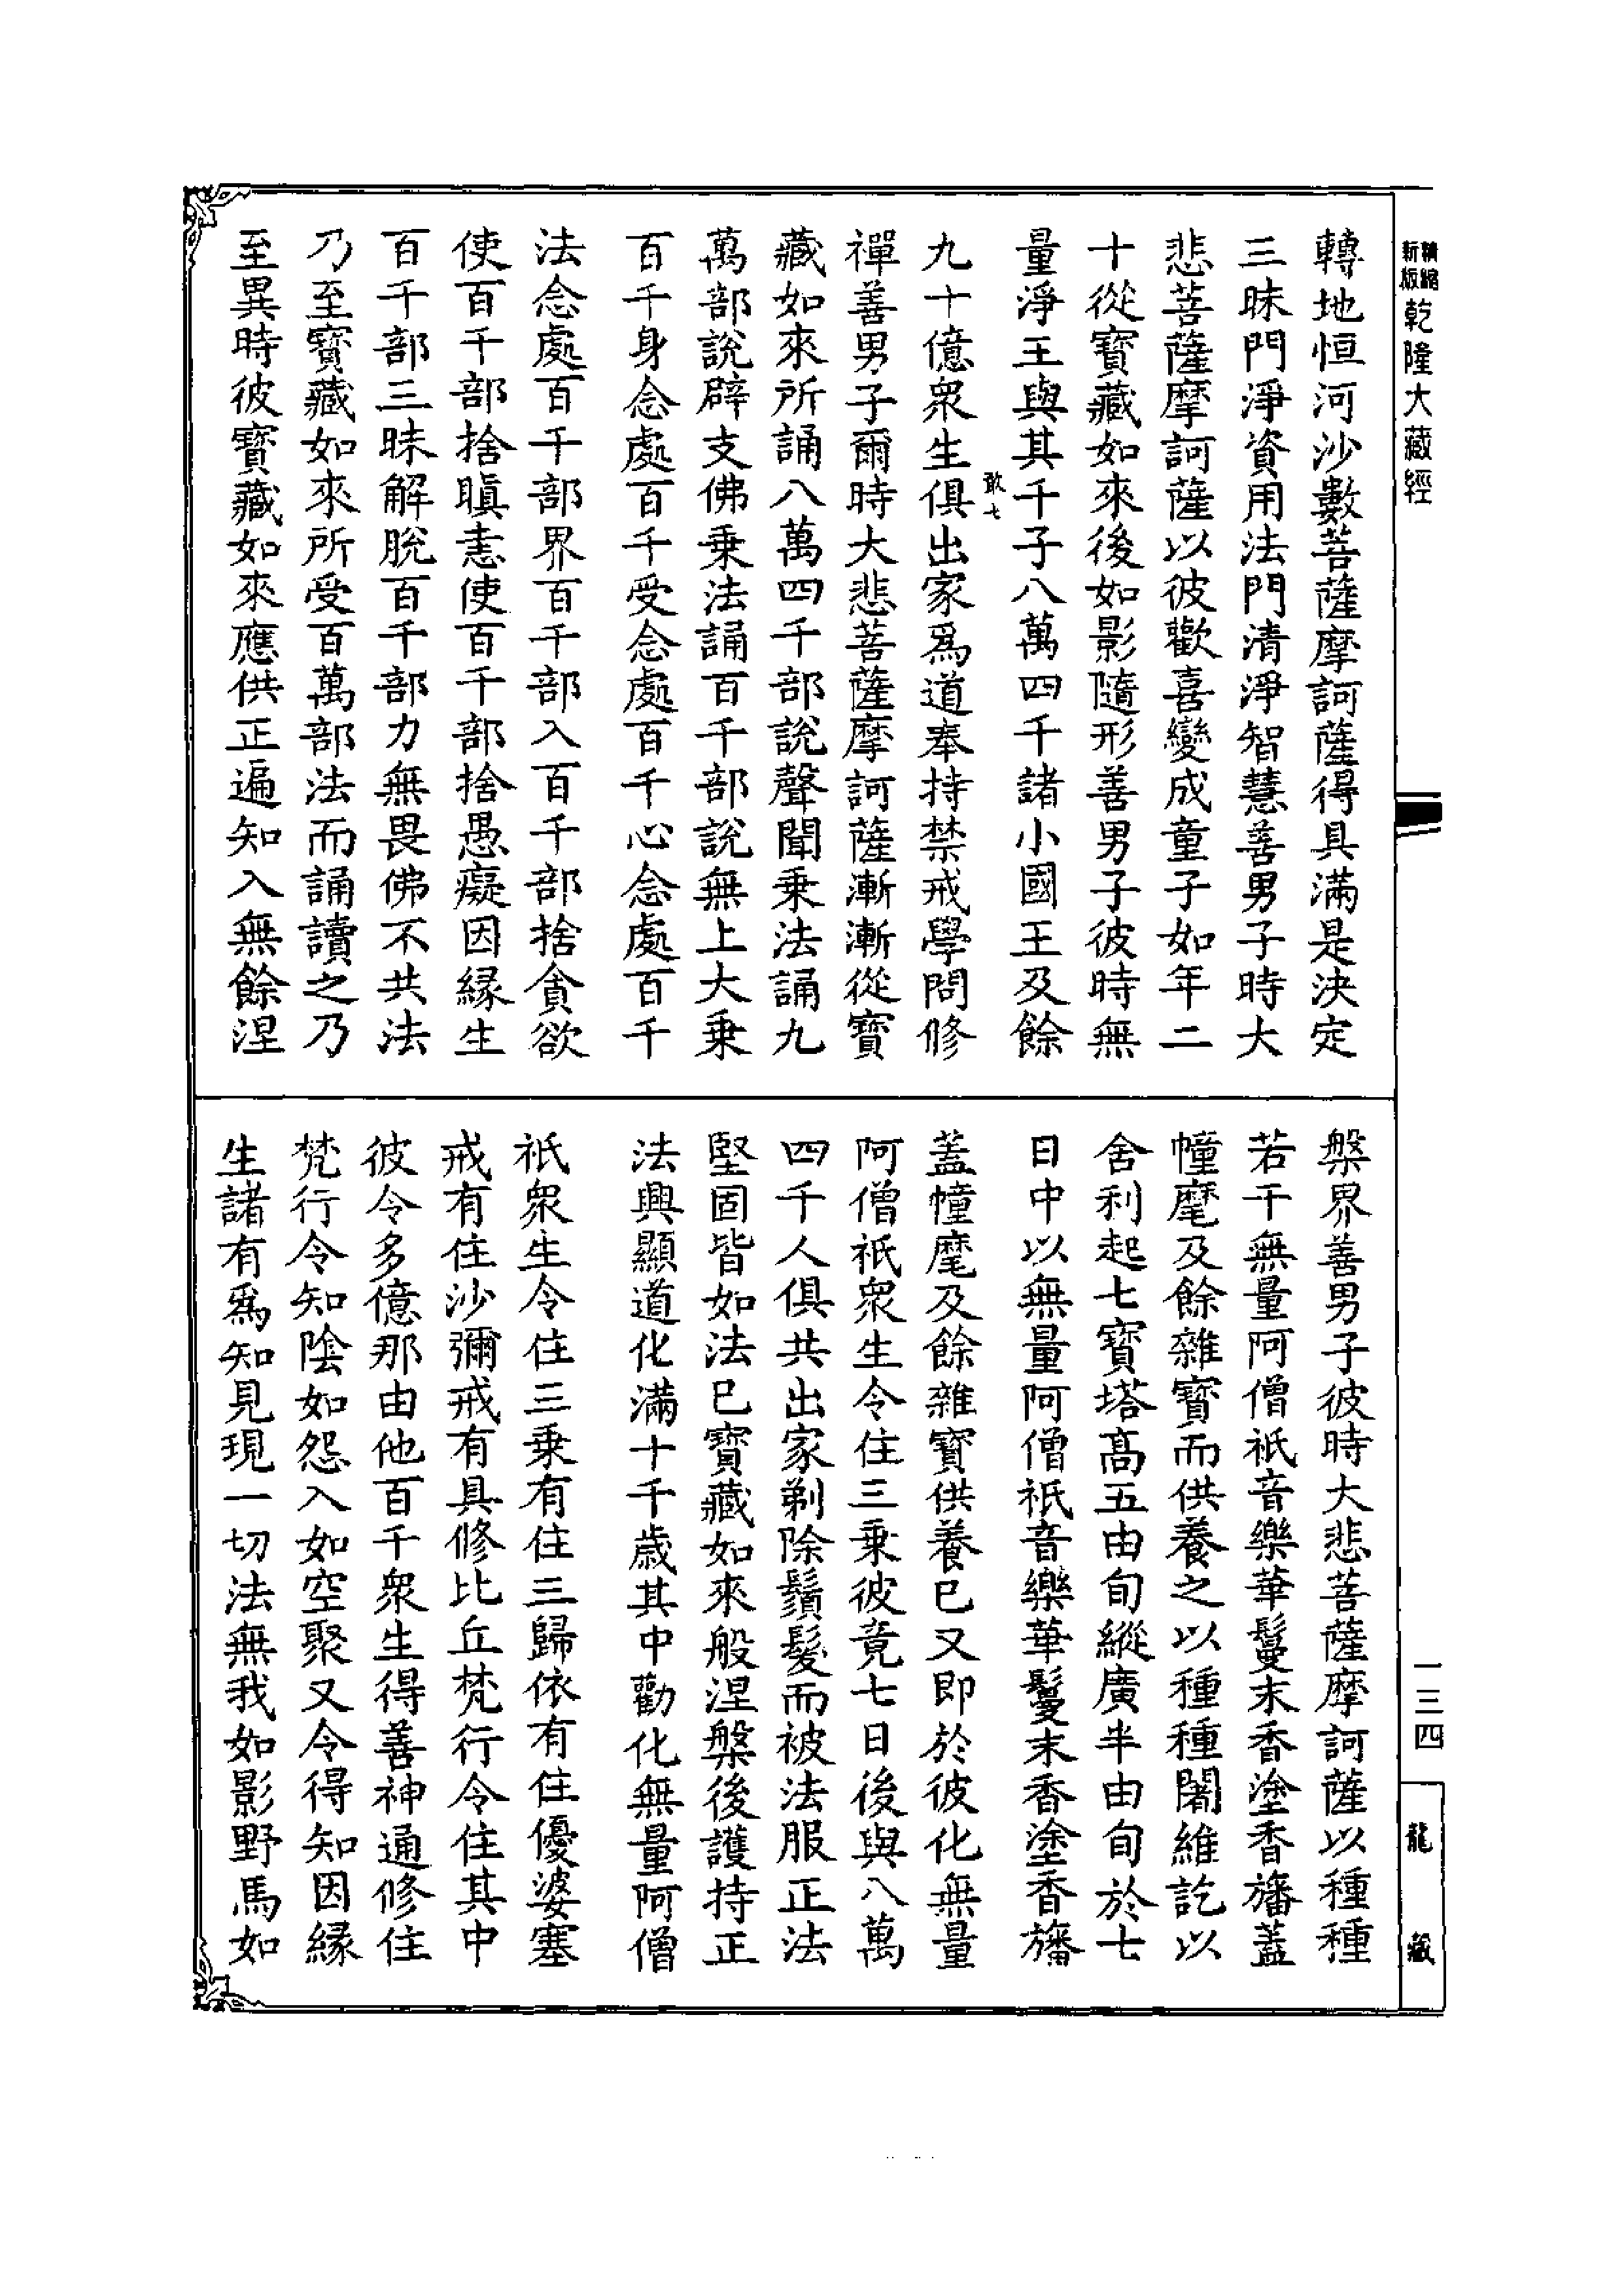 精縮
新版
乾隆大藏經
轉地恒河沙數菩薩摩訶薩得具滿是決定
三昧門淨資用法門清淨智慧善男子時大
悲菩薩摩訶薩以彼歡喜變成童子如年二
十從寶藏如來後如影隨形善男子彼時無
量淨王與其千子八萬四千諸小國王及餘
敢七
九十億衆生俱出家爲道奉持禁戒學問修
禪善男子爾時大悲菩薩摩訶薩漸漸從寶
藏如來所誦八萬四千部說聲聞乗法誦九
萬部說辟支佛乗法誦百千部說無上大乗
百千身念處百千受念處百千心念處百千
法念處百千部界百千部入百千部捨貪欲
使百千部捨瞋恚使百千部捨愚癡因縁生
百千部三昧解脫百千部力無畏佛不共法
乃至寶藏如來所受百萬部法而誦讀之乃
至異時彼寶藏如來應供正遍知入無餘涅
槃界善男子彼時大悲菩薩摩訶薩以種種
若干無量阿僧祇音樂華鬘末香塗香旛蓋
幢麾及餘雜寶而供養之以種種闍維訖以
舍利起七寶塔高五由旬縱廣半由旬於七
日中以無量阿僧祇音樂華鬘末香塗香旛
蓋幢麾及餘雜寶供養已又即於彼化無量
阿僧祇衆生令住三乗彼竟七日後與八萬
四千人俱共出家剃除鬚髮而被法服正法
堅固皆如法已寶藏如來般涅槃後護持正
法興顯道化滿十千歲其中勸化無量阿僧
祇衆生令住三乗有住三歸依有住優婆塞
戒有住沙彌戒有具修比丘梵行令住其中
彼令多億那由他百千衆生得善神通修住
梵行令知陰如怨入如空聚又令得知因縁
生諸有爲知見現一切法無我如影野馬如
一三四
龍藏